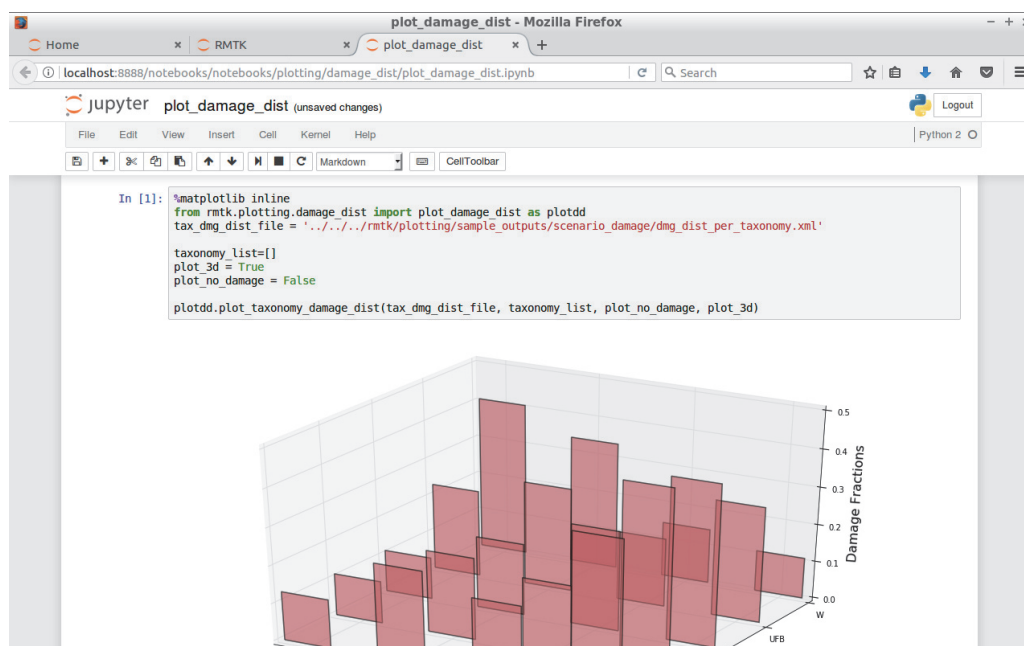 plot_damage_dist - Mozilla Firefox
Home × RMTK × plot_damage_dist × +
localhost:8888/notebooks/notebooks/plotting/damage_dist/plot_damage_dist.ipynb Search
jupyter plot_damage_dist (unsaved changes) Logout
File Edit View Insert Cell Kernel Help Python 2
Markdown CellToolbar
In [1]: %matplotlib inline
from rmtk.plotting.damage_dist import plot_damage_dist as plotdd
tax_dmg_dist_file = '../../../rmtk/plotting/sample_outputs/scenario_damage/dmg_dist_per_taxonomy.xml'
taxonomy_list=[]
plot_3d = True
plot_no_damage = False
plotdd.plot_taxonomy_damage_dist(tax_dmg_dist_file, taxonomy_list, plot_no_damage, plot_3d)
0.5
0.4
0.3
0.2
0.1
0.0
Damage Fractions
W
UFB